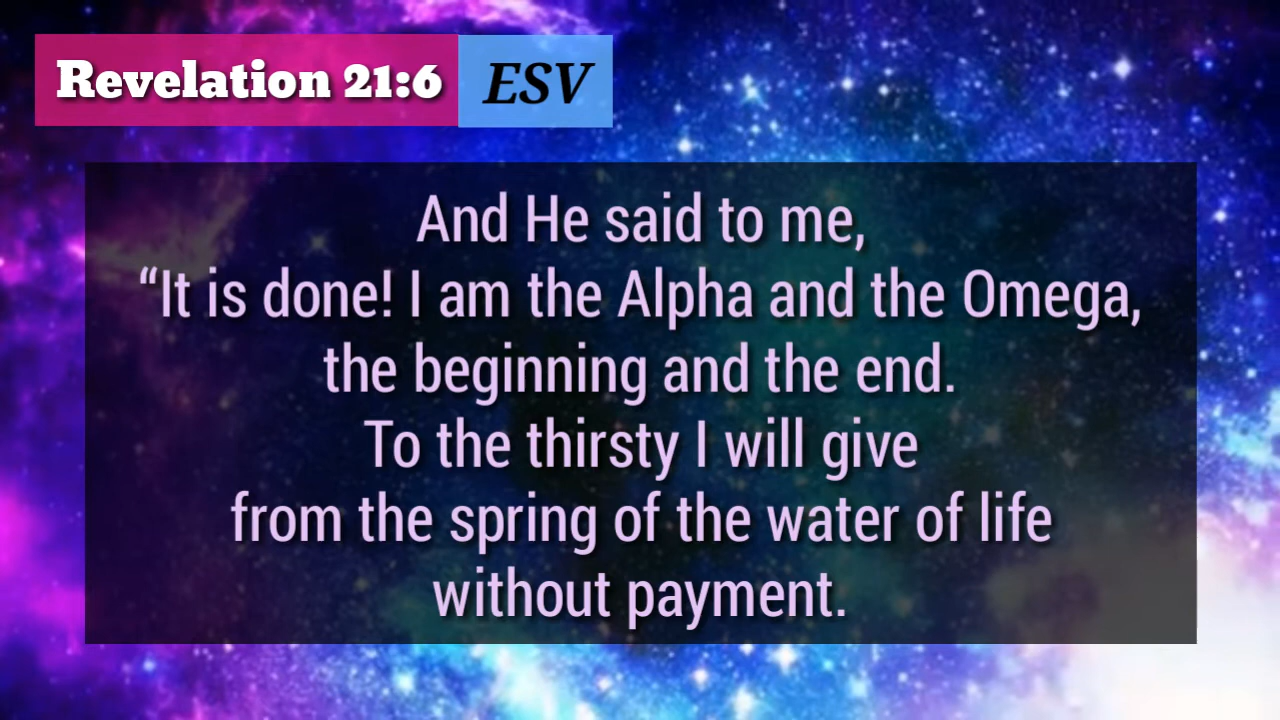 Revelation 21:6 ESV
And He said to me,
“It is done! I am the Alpha and the Omega,
the beginning and the end.
To the thirsty I will give
from the spring of the water of life
without payment.